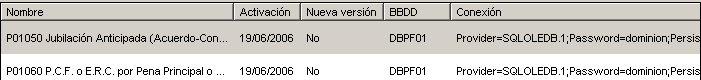 Nombre Activación Nueva versión BBDD Conexión
P01050 Jubilación Anticipada (Acuerdo-Con... 19/06/2006 No DBPF01 Provider=SQLOLEDB.1;Password=dominion;Persis
P01060 P.C.F. o E.R.C. por Pena Principal o ... 19/06/2006 No DBPF01 Provider=SQLOLEDB.1;Password=dominion;Persis